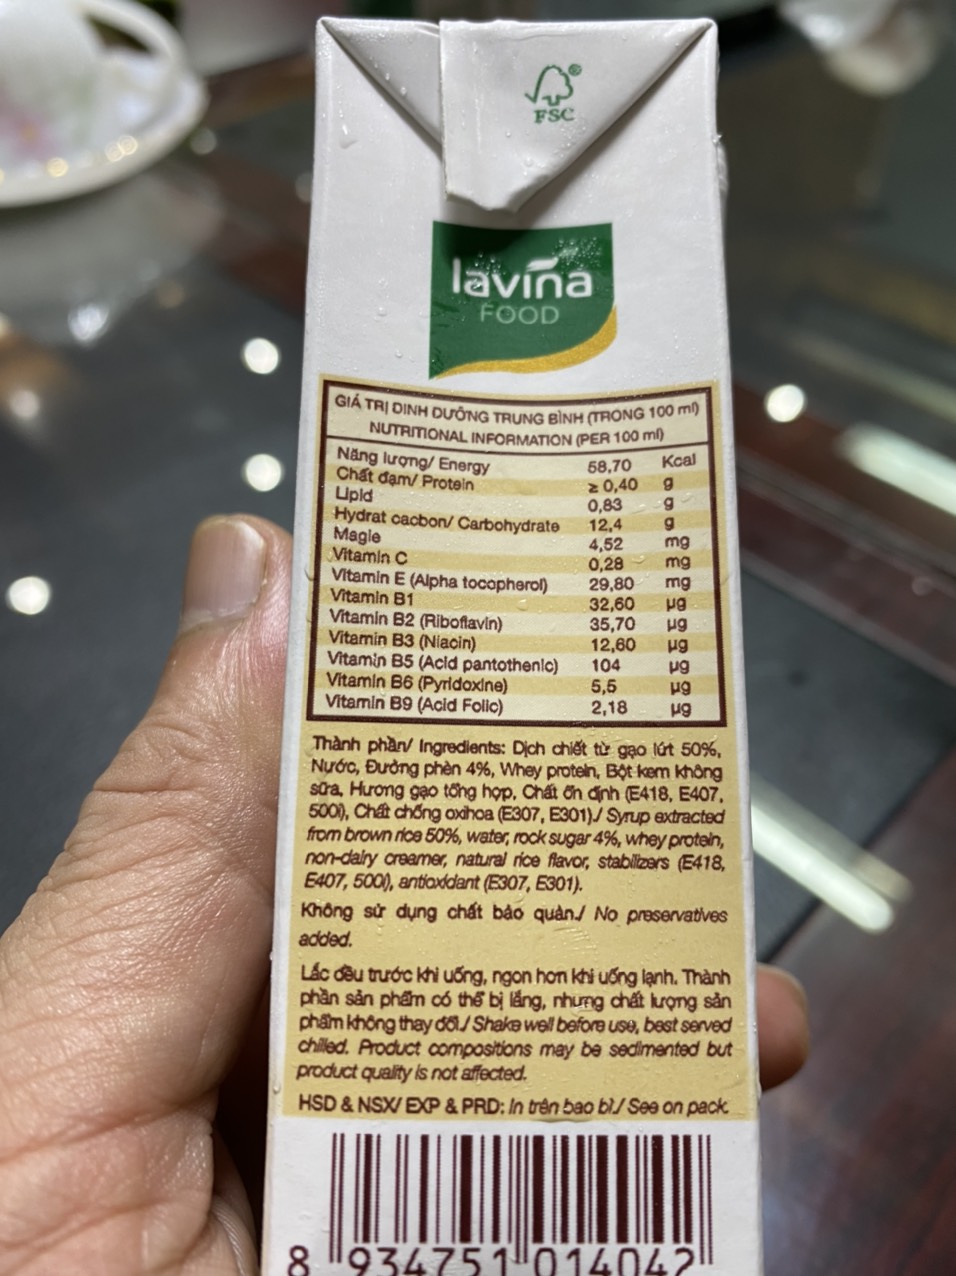 FSC
lavina
FOOD
GIÁ TRỊ DINH DƯỠNG TRUNG BÌNH (TRONG 100 ml)
NUTRITIONAL INFORMATION (PER 100 ml)
Năng lượng/ Energy 58,70 Kcal
Chất đạm/ Protein ≥ 0,40 g
Lipid 0,83 g
Hydrat cacbon/ Carbohydrate 12,4 g
Magie 4,52 mg
Vitamin C 0,28 mg
Vitamin E (Alpha tocopherol) 29,80 mg
Vitamin B1 32,60 µg
Vitamin B2 (Riboflavin) 35,70 µg
Vitamin B3 (Niacin) 12,60 µg
Vitamin B5 (Acid pantothenic) 104 µg
Vitamin B6 (Pyridoxine) 5,5 µg
Vitamin B9 (Acid Folic) 2,18 µg
Thành phần/ Ingredients: Dịch chiết từ gạo lứt 50%,
Nước, Đường phèn 4%, Whey protein, Bột kem không
sữa, Hương gạo tổng hợp, Chất ổn định (E418, E407,
500i), Chất chống oxihoa (E307, E301)./ Syrup extracted
from brown rice 50%, water, rock sugar 4%, whey protein,
non-dairy creamer, natural rice flavor, stabilizers (E418,
E407, 500i), antioxidant (E307, E301).
Không sử dụng chất bảo quản./ No preservatives
added.
Lắc đều trước khi uống, ngon hơn khi uống lạnh. Thành
phần sản phẩm có thể bị lắng, nhưng chất lượng sản
phẩm không thay đổi./ Shake well before use, best served
chilled. Product compositions may be sedimented but
product quality is not affected.
HSD & NSX/ EXP & PRD: In trên bao bì./ See on pack.
8 934751 014042